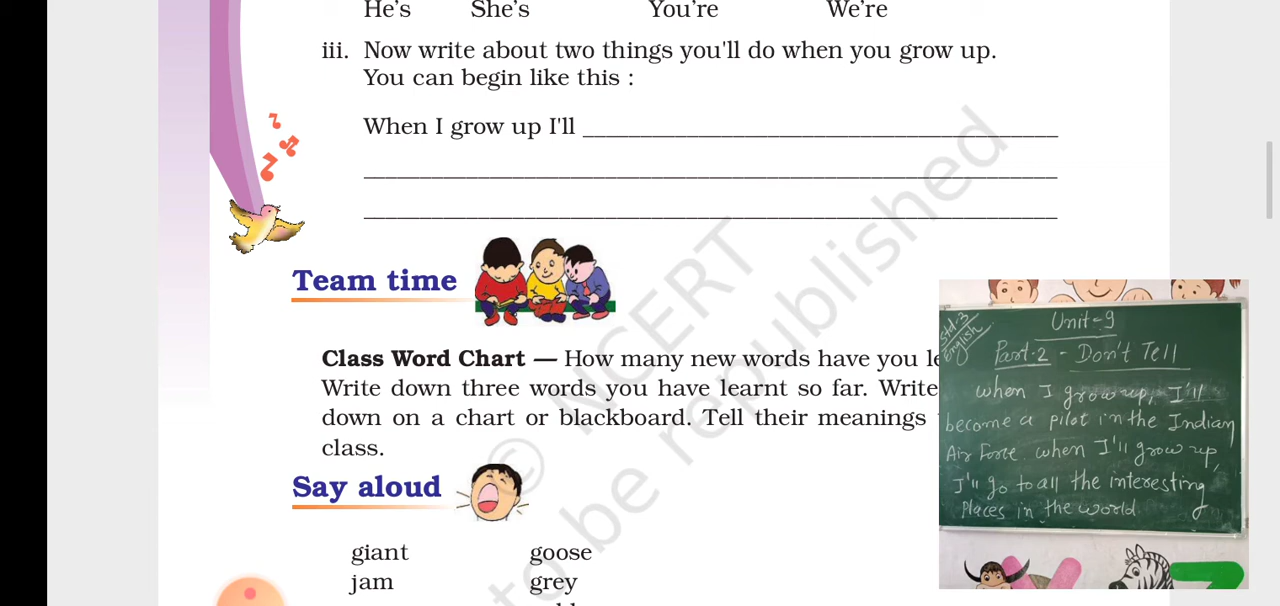 He's She's You're We're
iii. Now write about two things you'll do when you grow up.
You can begin like this :
When I grow up I'll
Team time
Class Word Chart — How many new words have you le
Write down three words you have learnt so far. Write
down on a chart or blackboard. Tell their meanings
class.
Say aloud
giant goose
jam grey
© NCERT
to be republished
Std-3
English
Unit-9
Part-2 - Don't Tell
when I grow up, I'll
become a pilot in the Indian
Air Force. when I'll grow up,
I'll go to all the interesting
Places in the world